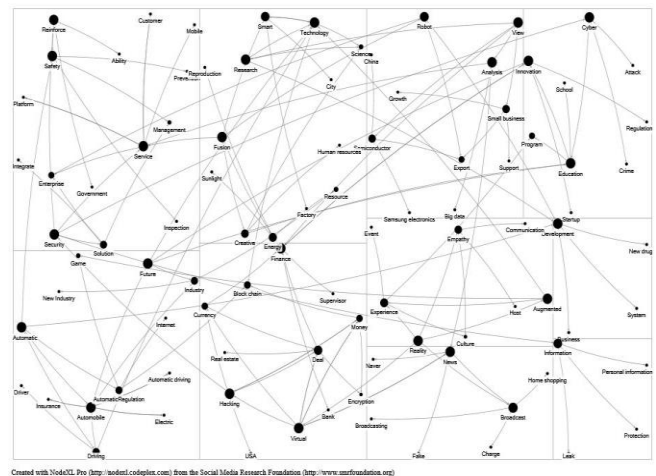 Reinforce
Customer
Mobile
Smart
Technology
Robot
View
Cyber
Safety
Ability
Reproduction
Research
Science
China
City
Analysis
Innovation
Attack
School
Growth
Platform
Small business
Regulation
Management
Service
Fusion
Human resources
Program
Integrate
Enterprise
Government
Sunlight
Resource
Export
Support
Education
Crime
Inspection
Factory
Samsung electronics
Big data
Startup
Security
Solution
Creative
Energy
Finance
Event
Empathy
Communication
Development
New drug
Game
Future
New Industry
Industry
Block chain
Supervisor
Experience
Host
Augmented
System
Currency
Internet
Money
Automatic
Reality
Culture
Business
Information
Real estate
Deal
Naver
News
Personal information
Driver
Insurance
AutomaticRegulation
Automatic driving
Automobile
Electric
Hacking
Encryption
Home shopping
Bank
Virtual
Broadcasting
Broadcast
Protection
Driving
USA
Fake
Charge
Leak
Created with NodeXL Pro (http://nodexl.codeplex.com) from the Social Media Research Foundation (http://www.smrfoundation.org)